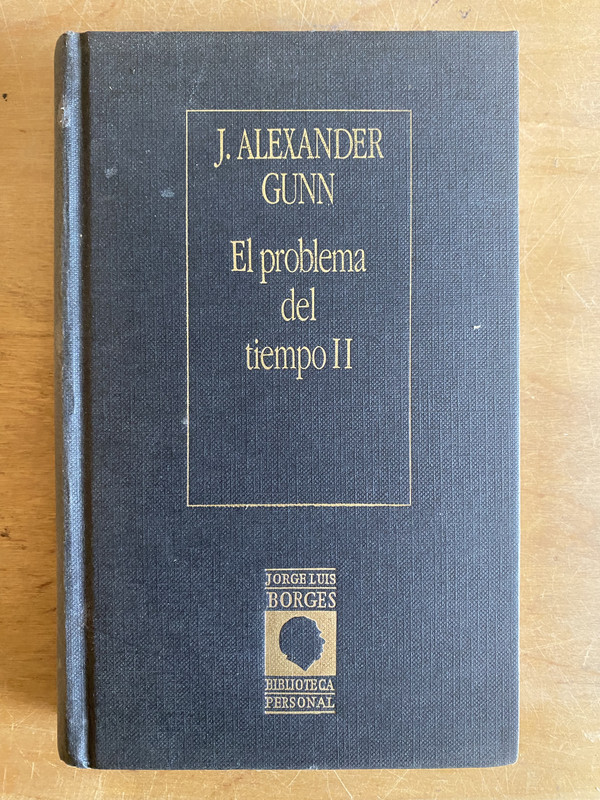 J. ALEXANDER
GUNN
El problema
del
tiempo II
JORGE LUIS
BORGES
BIBLIOTECA
PERSONAL